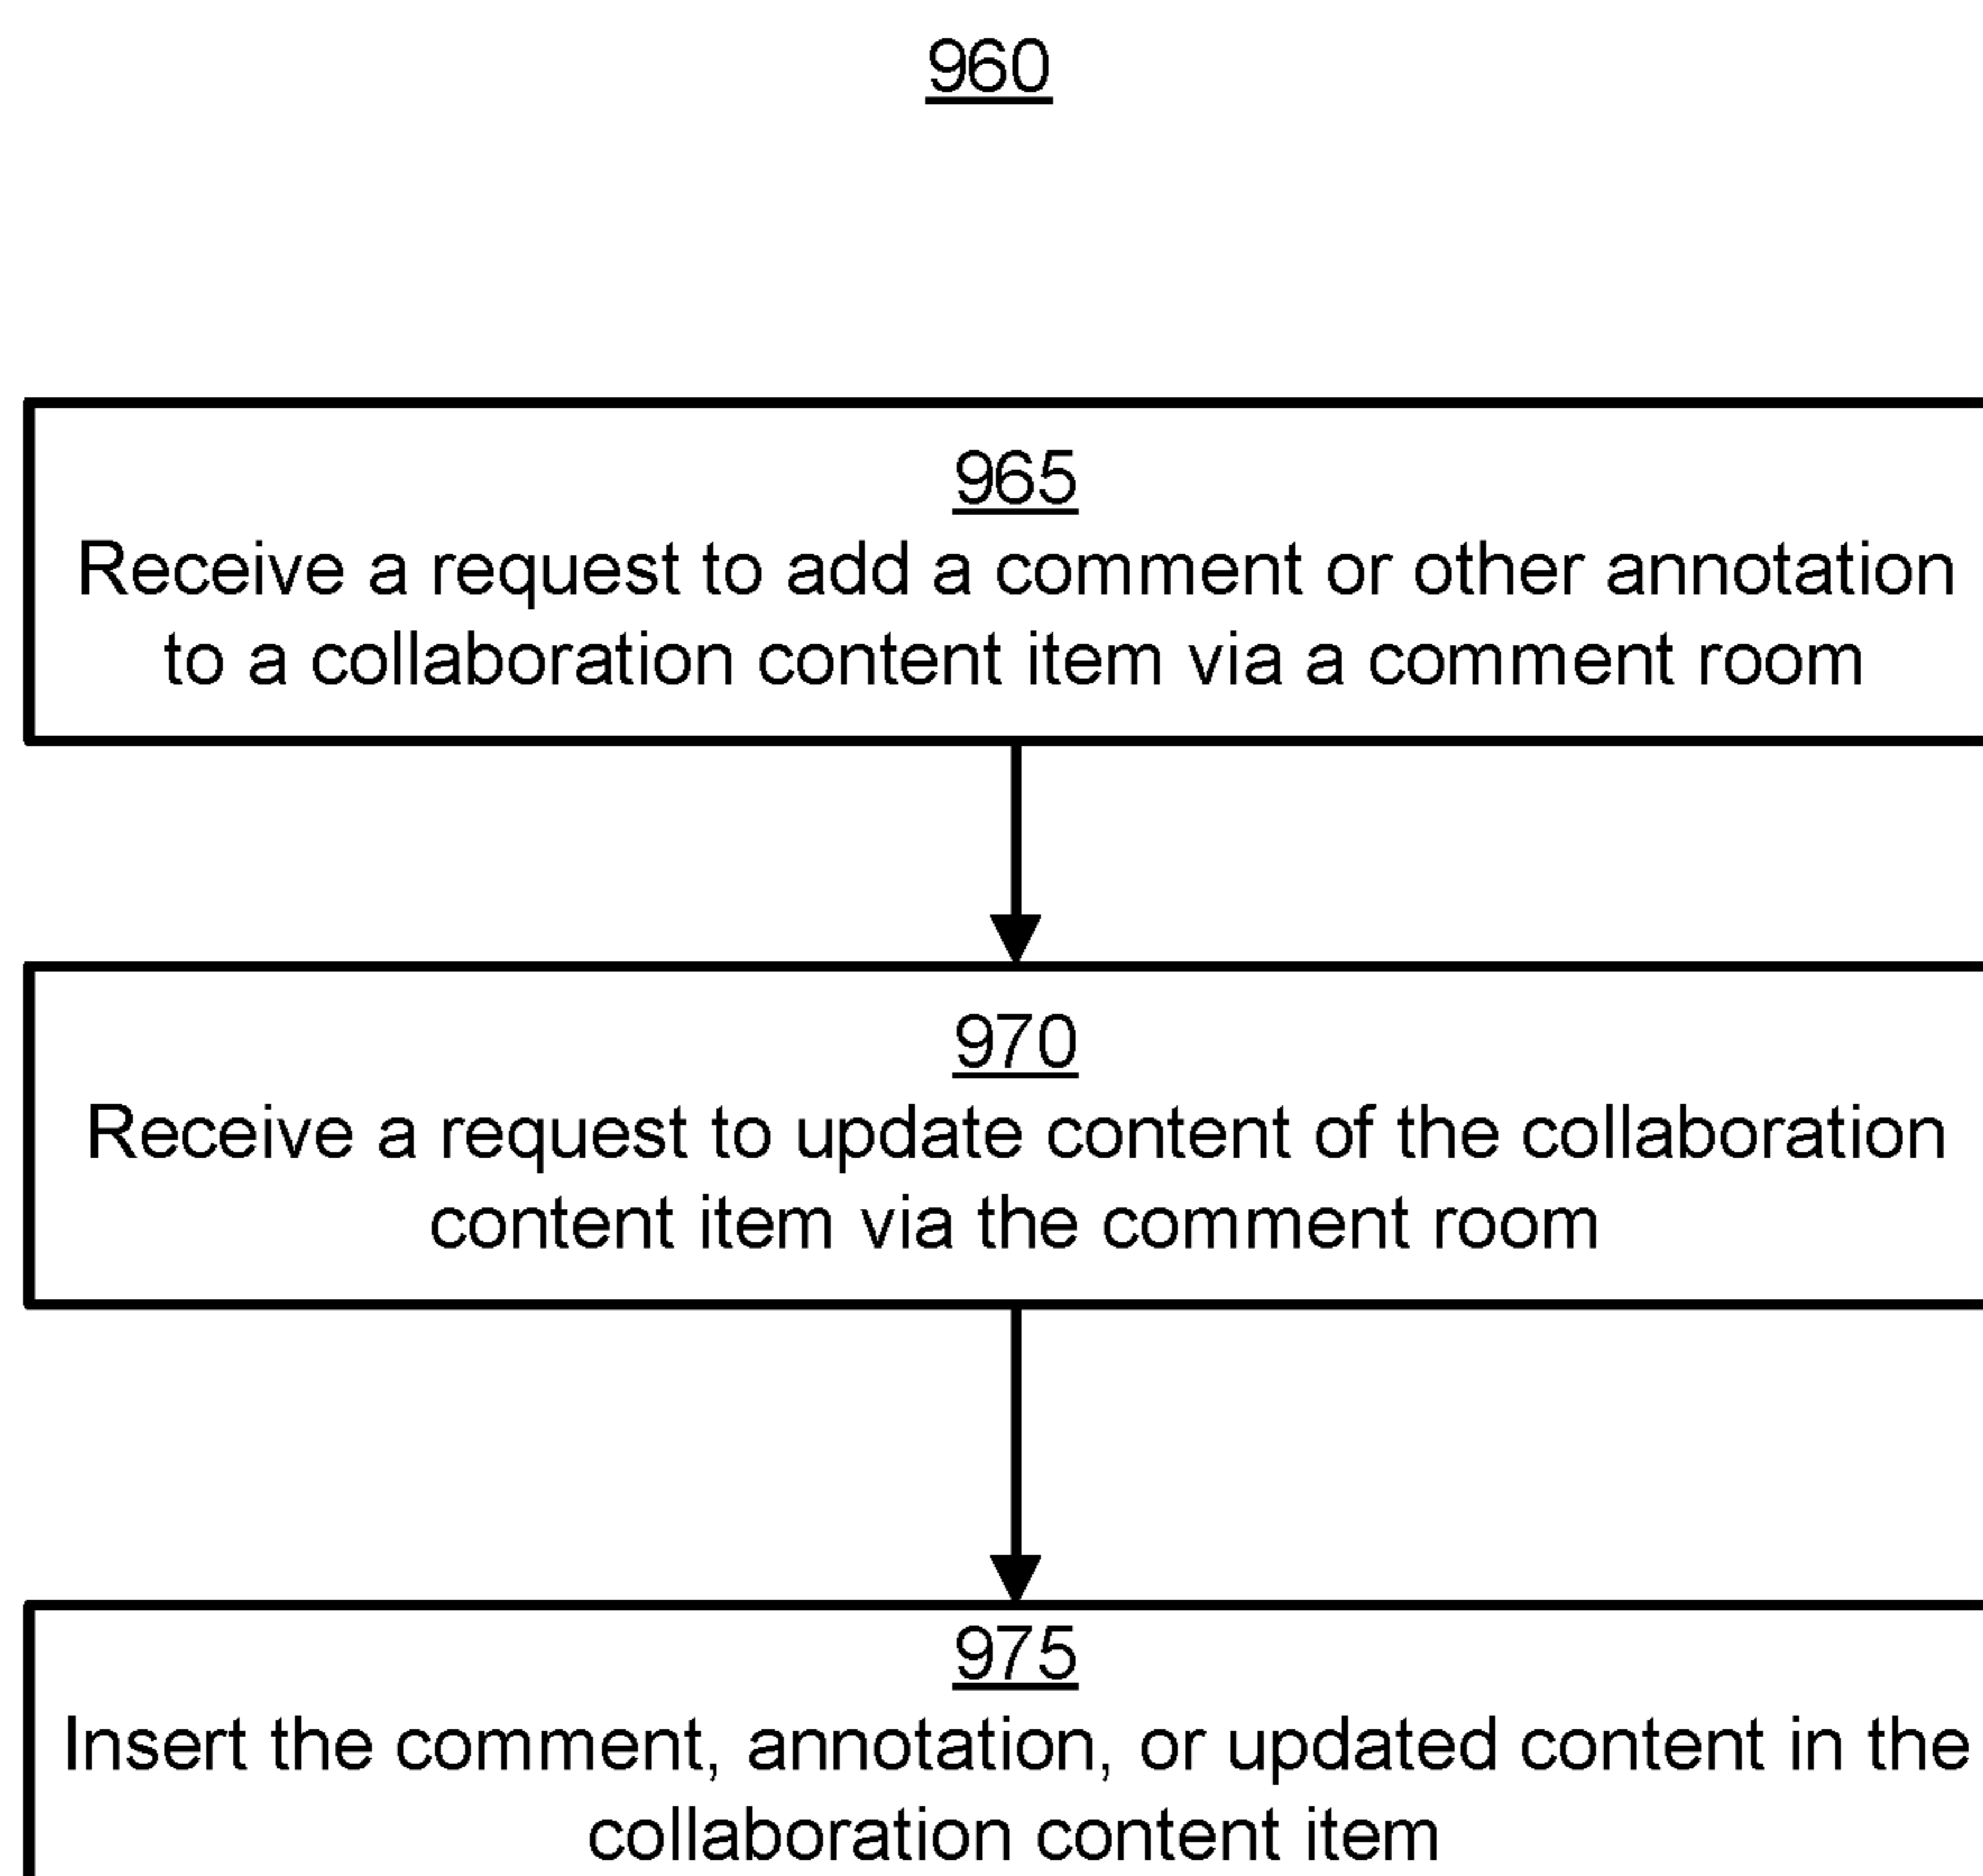 960
965
Receive a request to add a comment or other annotation
to a collaboration content item via a comment room
970
Receive a request to update content of the collaboration
content item via the comment room
975
Insert the comment, annotation, or updated content in the
collaboration content item